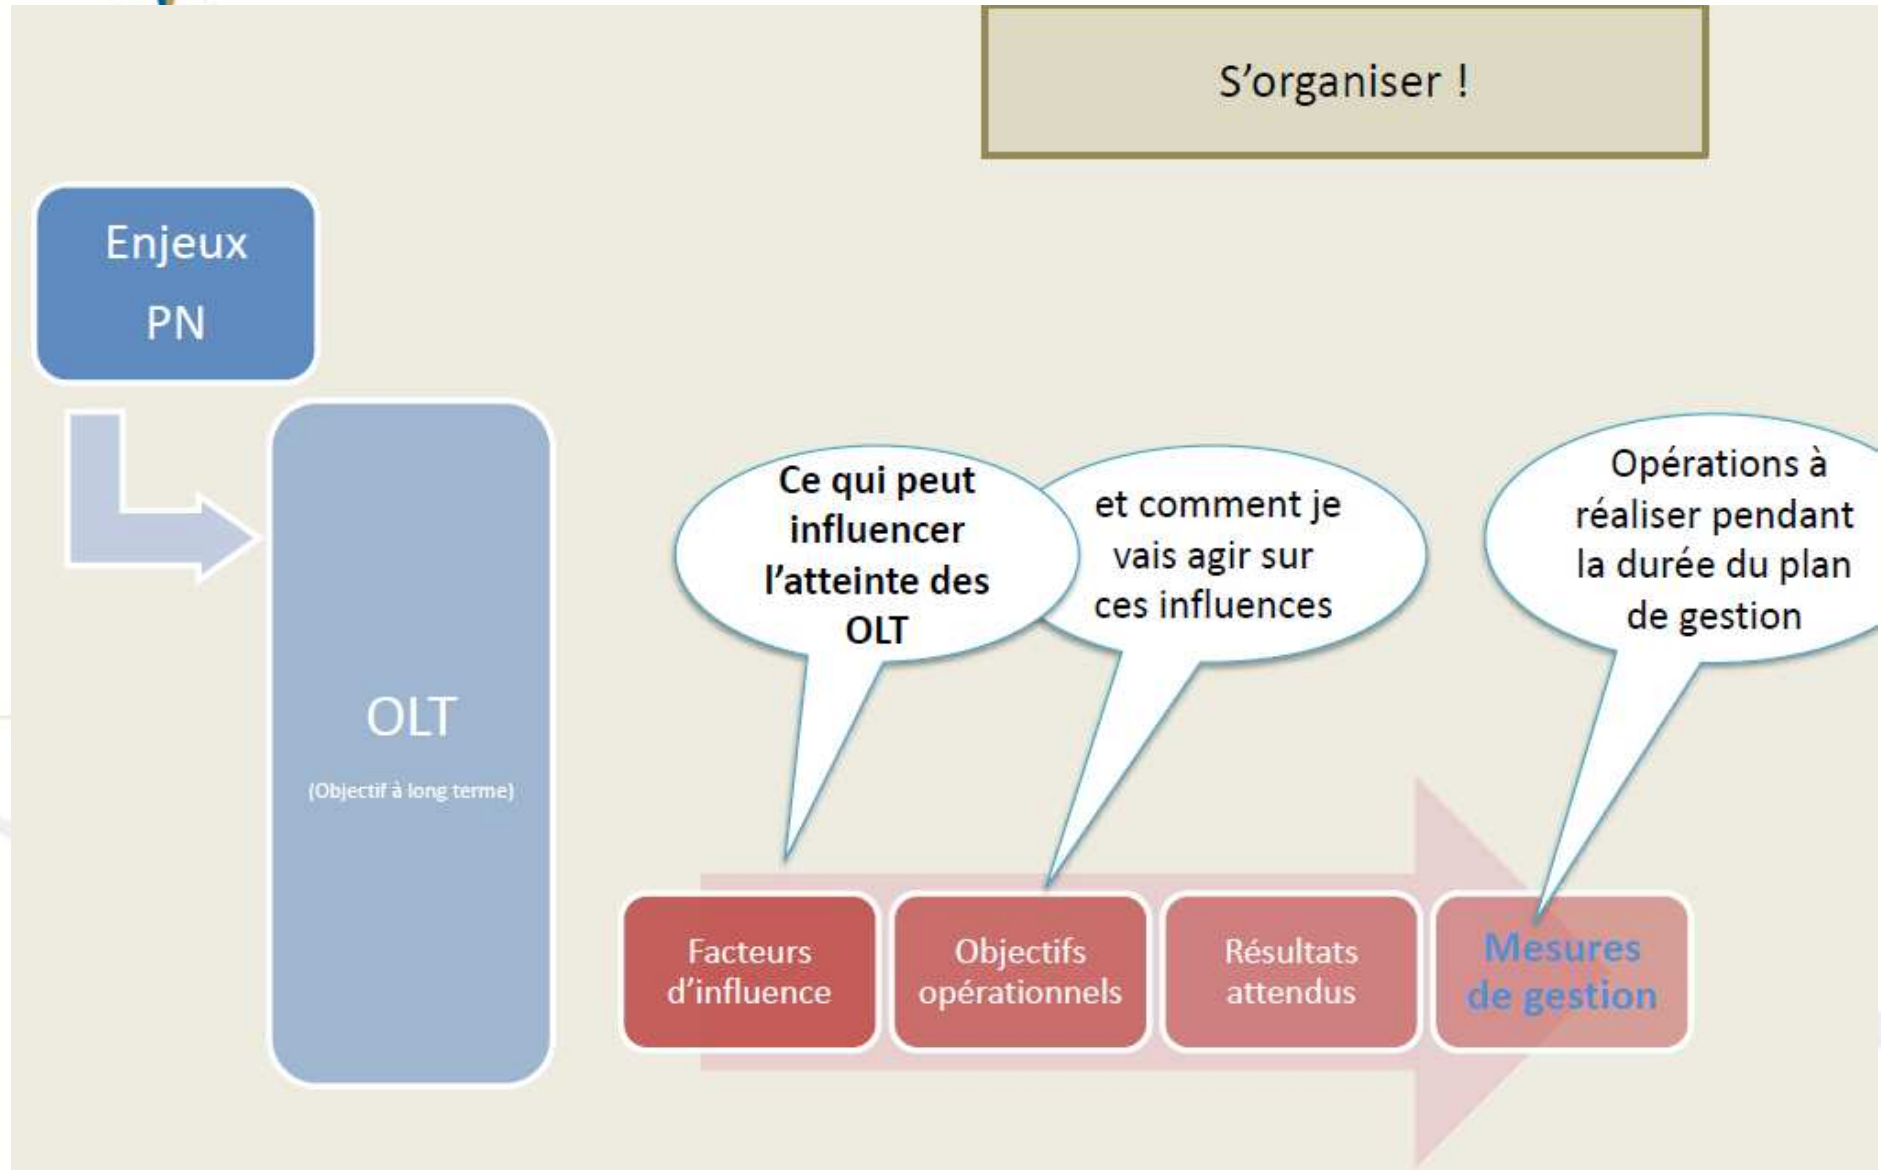 S'organiser !
Enjeux
PN
OLT
(Objectif à long terme)
Ce qui peut
influencer
l'atteinte des
OLT
et comment je
vais agir sur
ces influences
Opérations à
réaliser pendant
la durée du plan
de gestion
Facteurs
d'influence
Objectifs
opérationnels
Résultats
attendus
Mesures
de gestion